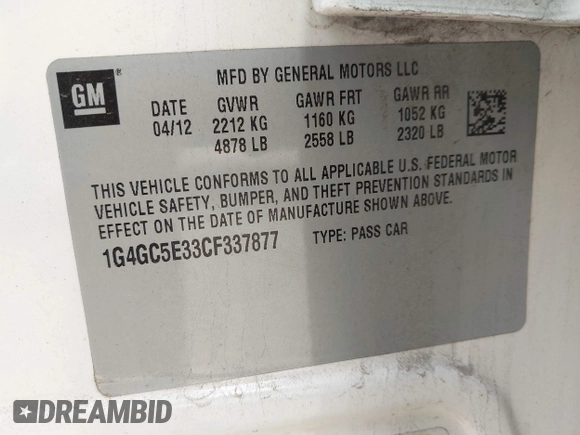 GM ® MFD BY GENERAL MOTORS LLC
DATE GVWR GAWR FRT GAWR RR
04/12 2212 KG 1160 KG 1052 KG
4878 LB 2558 LB 2320 LB
THIS VEHICLE CONFORMS TO ALL APPLICABLE U.S. FEDERAL MOTOR
VEHICLE SAFETY, BUMPER, AND THEFT PREVENTION STANDARDS IN
EFFECT ON THE DATE OF MANUFACTURE SHOWN ABOVE.
1G4GC5E33CF337877 TYPE: PASS CAR
DREAMBID